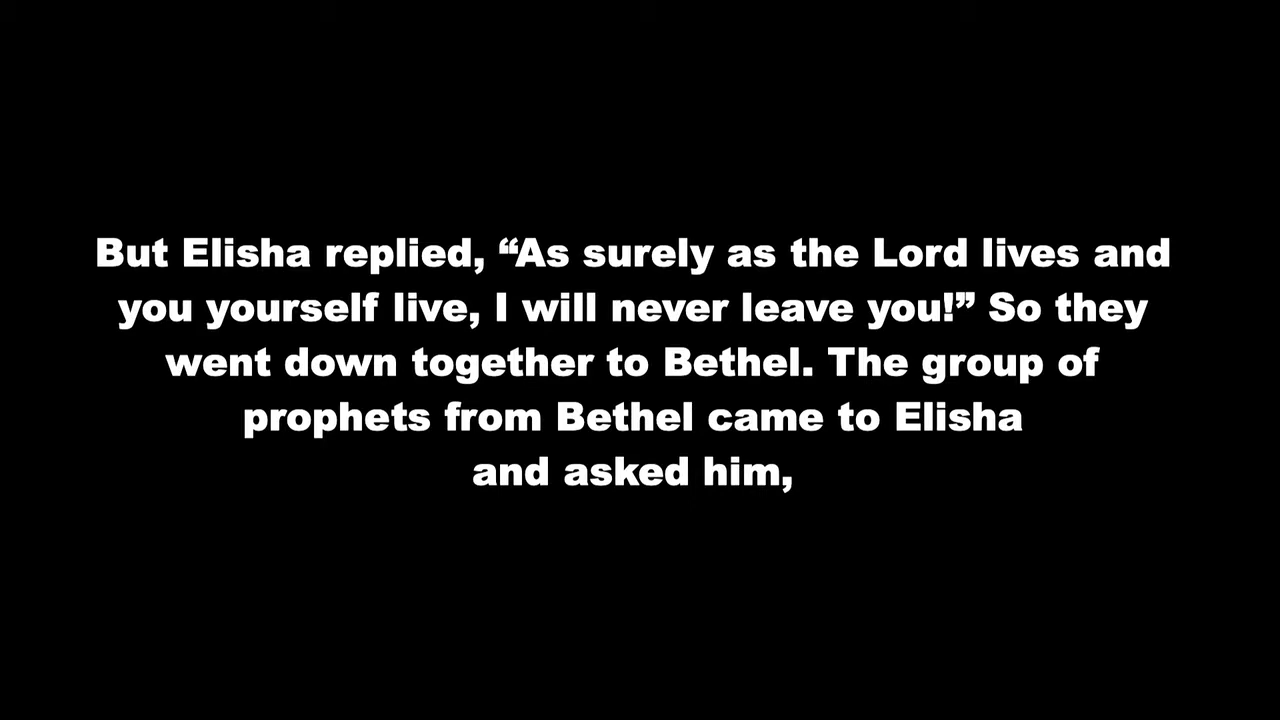 But Elisha replied, “As surely as the Lord lives and
you yourself live, I will never leave you!” So they
went down together to Bethel. The group of
prophets from Bethel came to Elisha
and asked him,